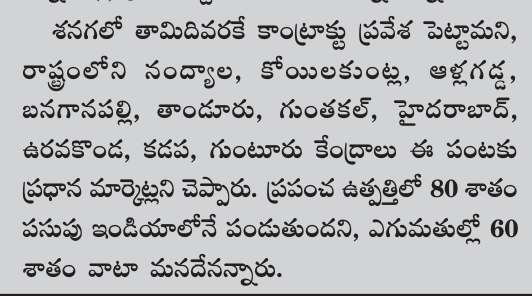 శనగలో తామిదివరకే కాంట్రాక్టు ప్రవేశ పెట్టామని,
రాష్ట్రంలోని నంద్యాల, కోయిలకుంట్ల, ఆళ్లగడ్డ,
బనగానపల్లి, తాండూరు, గుంతకల్, హైదరాబాద్,
ఉరవకొండ, కడప, గుంటూరు కేంద్రాలు ఈ పంటకు
ప్రధాన మార్కెట్లని చెప్పారు. ప్రపంచ ఉత్పత్తిలో 80 శాతం
పసుపు ఇండియాలోనే పండుతుందని, ఎగుమతుల్లో 60
శాతం వాటా మనదేనన్నారు.